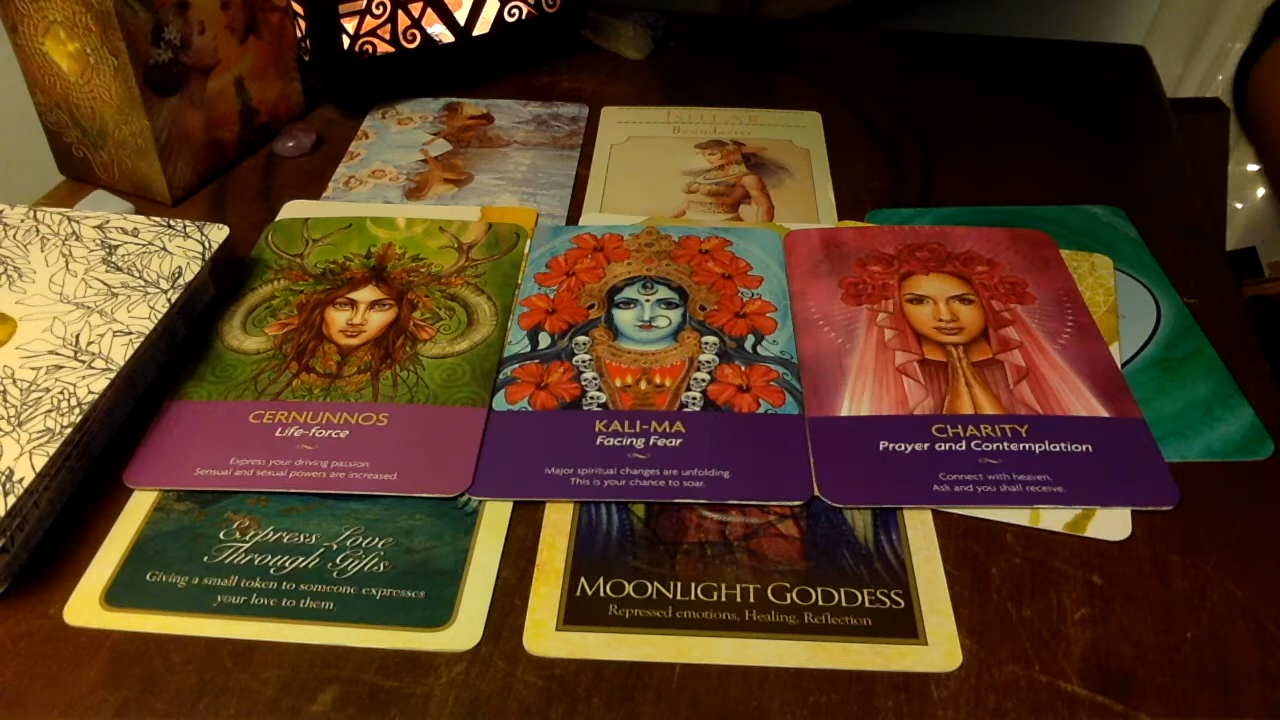 ISHTAR
Boundaries
CERNUNNOS
Life-force
Express your driving passion.
Sensual and sexual powers are increased.
KALI-MA
Facing Fear
Major spiritual changes are unfolding.
This is your chance to soar.
CHARITY
Prayer and Contemplation
Connect with heaven.
Ask and you shall receive.
Express Love
Through Gifts
Giving a small token to someone expresses
your love to them.
MOONLIGHT GODDESS
Repressed emotions, Healing, Reflection